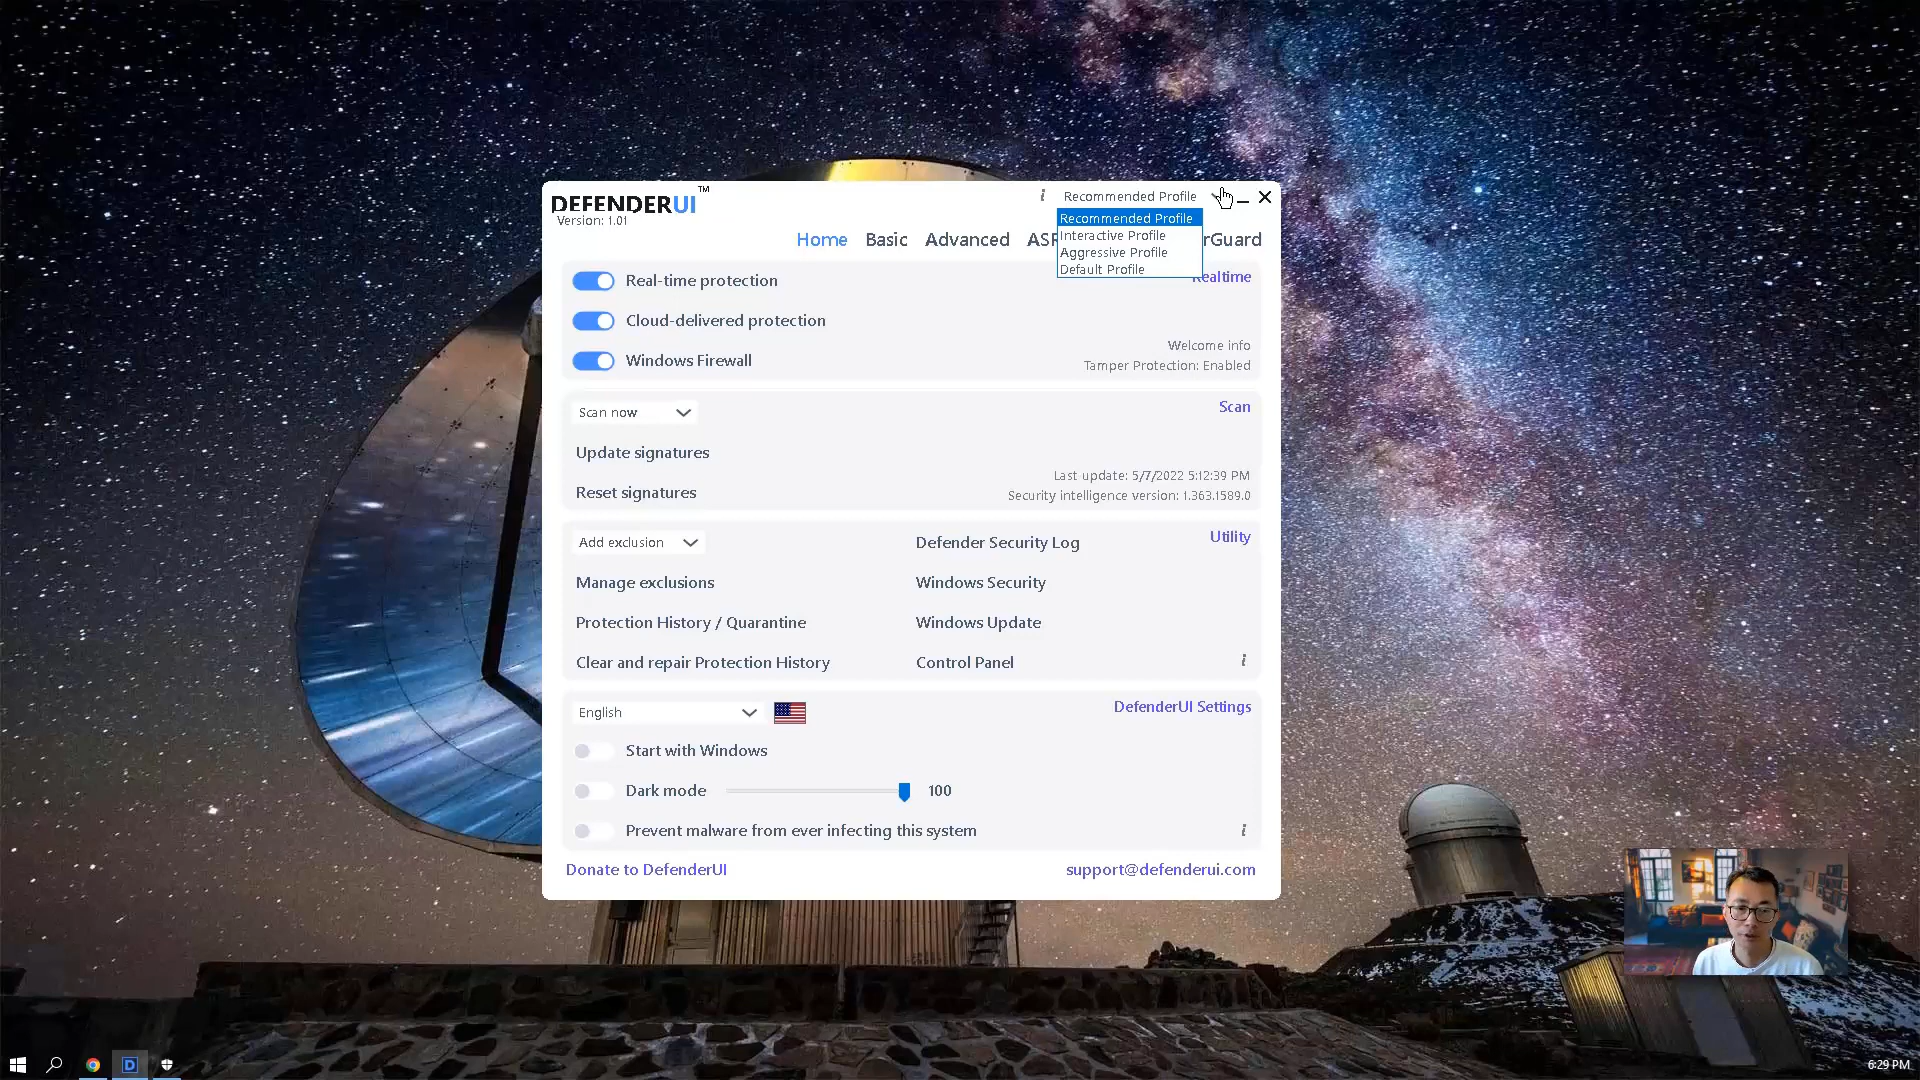 DEFENDERUI™
Version: 1.01
i Recommended Profile
Recommended Profile
Interactive Profile
Aggressive Profile
Default Profile
Home Basic Advanced ASR rGuard
Real-time protection
Realtime
Cloud-delivered protection
Windows Firewall
Welcome info
Tamper Protection: Enabled
Scan now
Scan
Update signatures
Reset signatures
Last update: 5/7/2022 5:12:39 PM
Security intelligence version: 1.363.1589.0
Add exclusion
Defender Security Log
Utility
Manage exclusions
Windows Security
Protection History / Quarantine
Windows Update
Clear and repair Protection History
Control Panel
i
English
DefenderUI Settings
Start with Windows
Dark mode
100
Prevent malware from ever infecting this system
i
Donate to DefenderUI
support@defenderui.com
D
6:29 PM